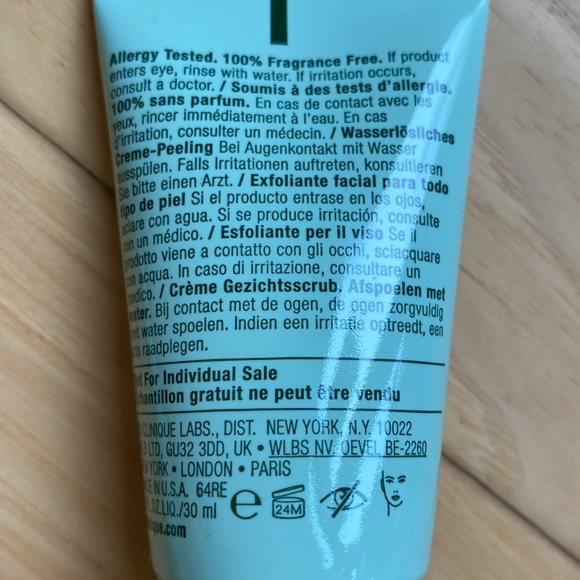 Allergy Tested. 100% Fragrance Free. If product
enters eye, rinse with water. If irritation occurs,
consult a doctor. / Soumis à des tests d'allergie.
100% sans parfum. En cas de contact avec les
yeux, rincer immédiatement à l'eau. En cas
d'irritation, consulter un médecin. / Wasserlösliches
Creme-Peeling Bei Augenkontakt mit Wasser
ausspülen. Falls Irritationen auftreten, konsultieren
Sie bitte einen Arzt. / Exfoliante facial para todo
tipo de piel Si el producto entrase en los ojos,
aclare con agua. Si se produce irritación, consulte
con un médico. / Esfoliante per il viso Se il
prodotto viene a contatto con gli occhi, sciacquare
con acqua. In caso di irritazione, consultare un
medico. / Crème Gezichtsscrub. Afspoelen met
water. Bij contact met de ogen, de ogen zorgvuldig
met water spoelen. Indien een irritatie optreedt, een
arts raadplegen.
For Individual Sale
Échantillon gratuit ne peut être vendu
CLINIQUE LABS., DIST. NEW YORK, N.Y. 10022
LTD, GU32 3DD, UK • WLBS NV. OEVEL BE-2260
NEW YORK • LONDON • PARIS
MADE IN U.S.A. 64RE
FL.OZ.LIQ./30 ml e 24M
clinique.com